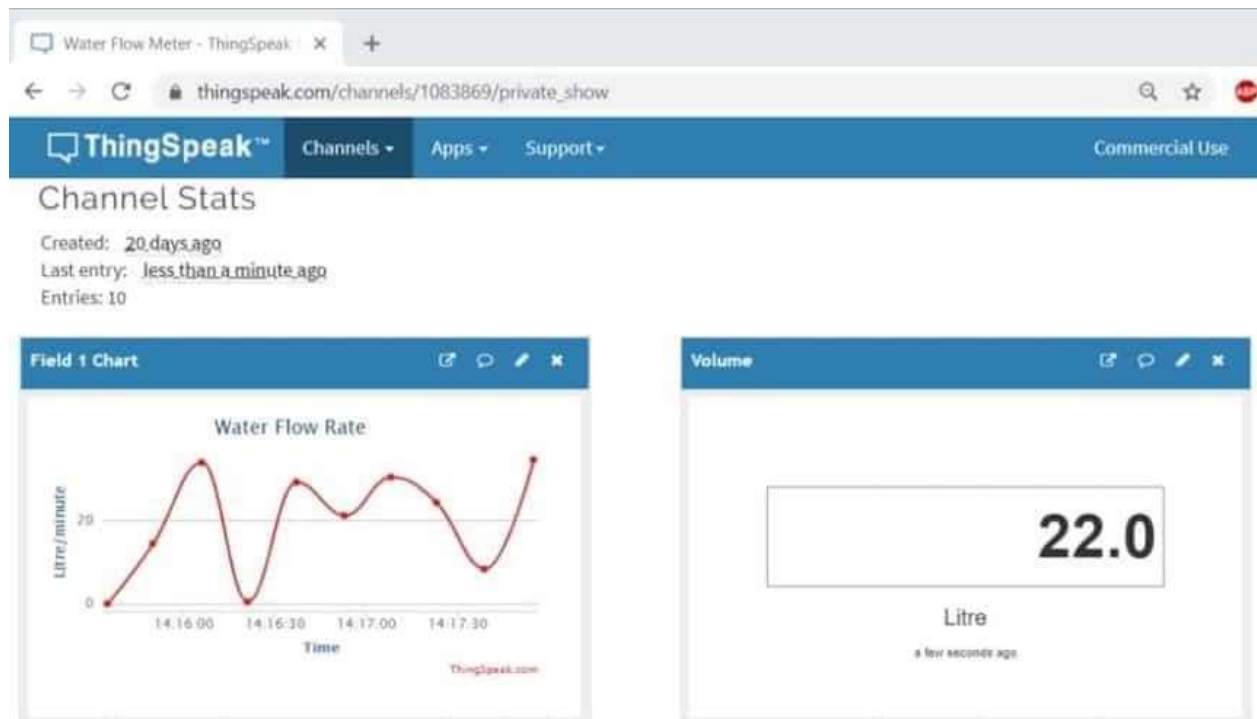 Water Flow Meter - ThingSpeak
thingspeak.com/channels/1083869/private_show
ThingSpeak™ Channels Apps Support Commercial Use
Channel Stats
Created: 20 days ago
Last entry: less than a minute ago
Entries: 10
Field 1 Chart
Water Flow Rate
Litre/minute
20
0
14:16:00 14:16:30 14:17:00 14:17:30
Time
ThingSpeak.com
Volume
22.0
Litre
a few seconds ago